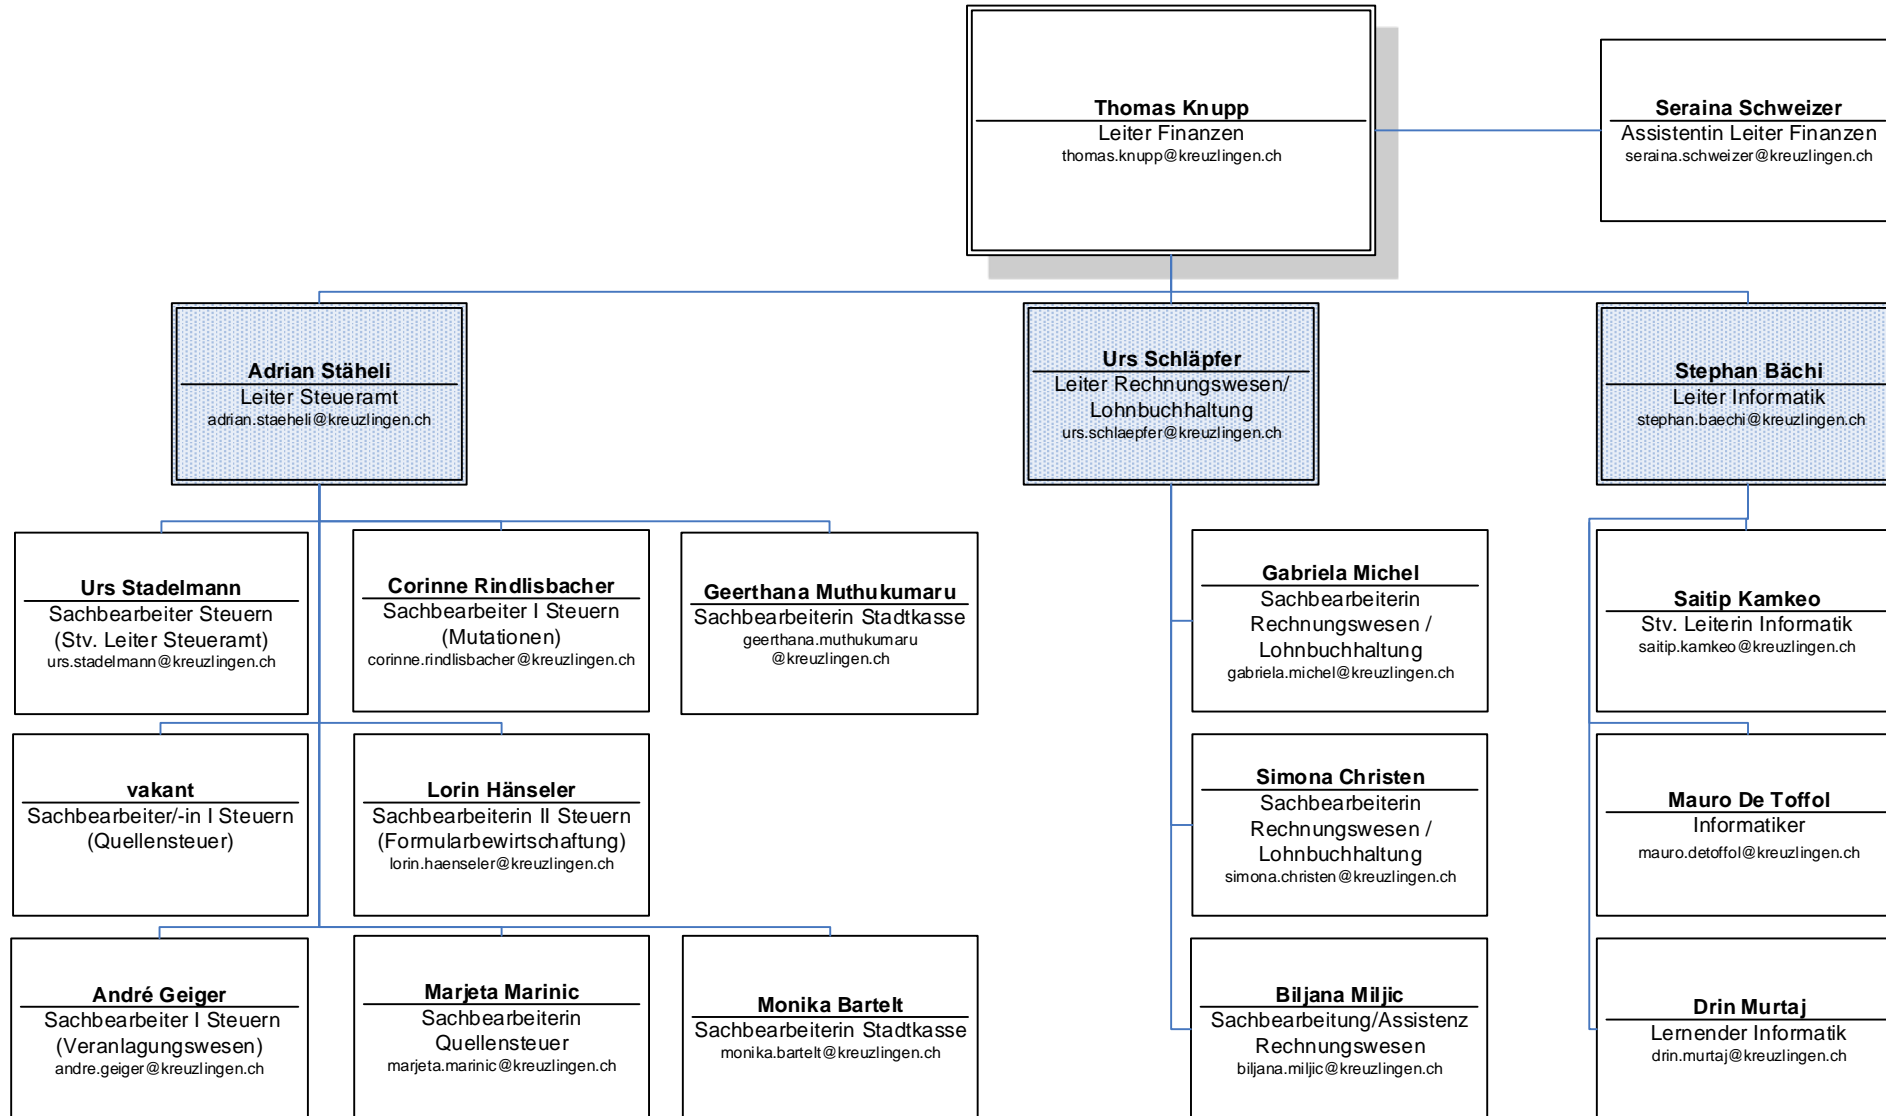 Thomas Knupp
Leiter Finanzen
thomas.knupp@kreuzlingen.ch
Seraina Schweizer
Assistentin Leiter Finanzen
seraina.schweizer@kreuzlingen.ch
Adrian Stäheli
Leiter Steueramt
adrian.staeheli@kreuzlingen.ch
Urs Schläpfer
Leiter Rechnungswesen/
Lohnbuchhaltung
urs.schlaepfer@kreuzlingen.ch
Stephan Bächi
Leiter Informatik
stephan.baechi@kreuzlingen.ch
Urs Stadelmann
Sachbearbeiter Steuern
(Stv. Leiter Steueramt)
urs.stadelmann@kreuzlingen.ch
Corinne Rindlisbacher
Sachbearbeiter I Steuern
(Mutationen)
corinne.rindlisbacher@kreuzlingen.ch
Geerthana Muthukumaru
Sachbearbeiterin Stadtkasse
geerthana.muthukumaru
@kreuzlingen.ch
Gabriela Michel
Sachbearbeiterin
Rechnungswesen /
Lohnbuchhaltung
gabriela.michel@kreuzlingen.ch
Saitip Kamkeo
Stv. Leiterin Informatik
saitip.kamkeo@kreuzlingen.ch
vakant
Sachbearbeiter/-in I Steuern
(Quellensteuer)
Lorin Hänseler
Sachbearbeiterin II Steuern
(Formularbewirtschaftung)
lorin.haenseler@kreuzlingen.ch
Simona Christen
Sachbearbeiterin
Rechnungswesen /
Lohnbuchhaltung
simona.christen@kreuzlingen.ch
Mauro De Toffol
Informatiker
mauro.detoffol@kreuzlingen.ch
André Geiger
Sachbearbeiter I Steuern
(Veranlagungswesen)
andre.geiger@kreuzlingen.ch
Marjeta Marinic
Sachbearbeiterin
Quellensteuer
marjeta.marinic@kreuzlingen.ch
Monika Bartelt
Sachbearbeiterin Stadtkasse
monika.bartelt@kreuzlingen.ch
Biljana Miljic
Sachbearbeitung/Assistenz
Rechnungswesen
biljana.miljic@kreuzlingen.ch
Drin Murtaj
Lernender Informatik
drin.murtaj@kreuzlingen.ch